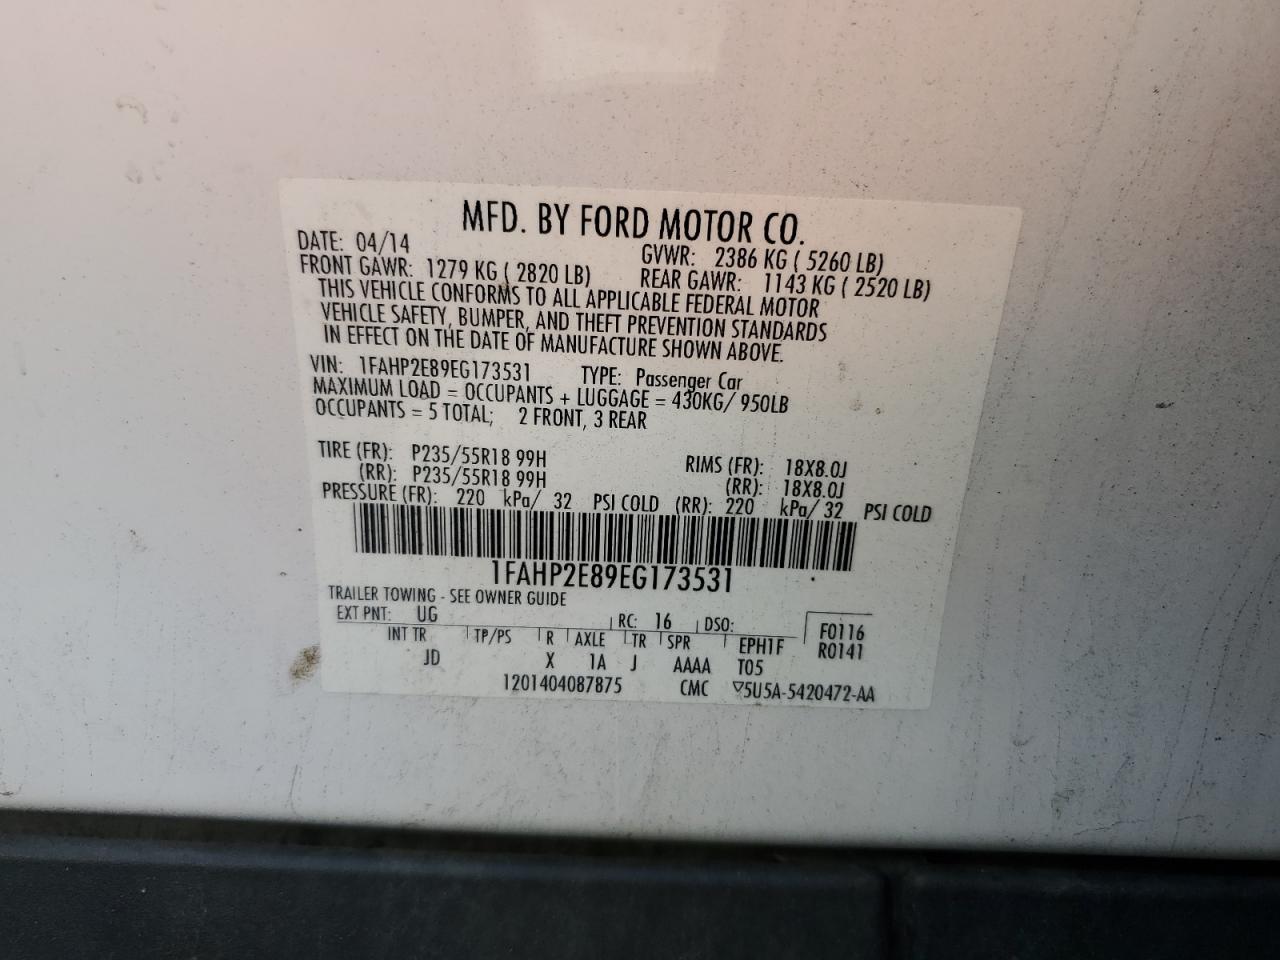 MFD. BY FORD MOTOR CO.
DATE: 04/14 GVWR: 2386 KG ( 5260 LB)
FRONT GAWR: 1279 KG ( 2820 LB) REAR GAWR: 1143 KG ( 2520 LB)
THIS VEHICLE CONFORMS TO ALL APPLICABLE FEDERAL MOTOR
VEHICLE SAFETY, BUMPER, AND THEFT PREVENTION STANDARDS
IN EFFECT ON THE DATE OF MANUFACTURE SHOWN ABOVE.
VIN: 1FAHP2E89EG173531 TYPE: Passenger Car
MAXIMUM LOAD = OCCUPANTS + LUGGAGE = 430KG/ 950LB
OCCUPANTS = 5 TOTAL; 2 FRONT, 3 REAR
TIRE (FR): P235/55R18 99H RIMS (FR): 18X8.0J
(RR): P235/55R18 99H (RR): 18X8.0J
PRESSURE (FR): 220 kPa/ 32 PSI COLD (RR): 220 kPa/ 32 PSI COLD
1FAHP2E89EG173531
TRAILER TOWING - SEE OWNER GUIDE
EXT PNT: UG RC: 16 DSO: F0116
INT TR TP/PS R AXLE TR SPR EPH1F R0141
JD X 1A J AAAA T05
1201404087875 CMC ▽5U5A-5420472-AA